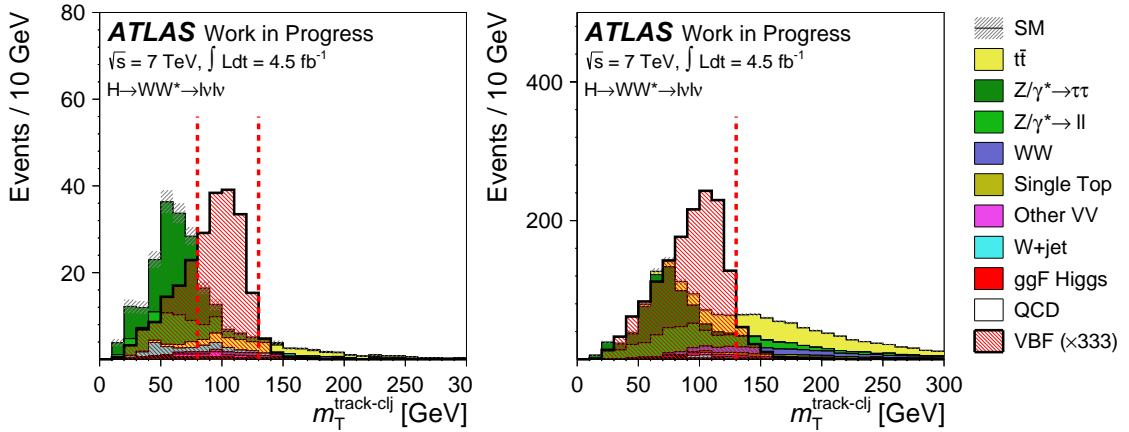 Events / 10 GeV
80
60
40
20
0
ATLAS Work in Progress
√s = 7 TeV, ∫ Ldt = 4.5 fb⁻¹
H→WW*→lνlν
0 50 100 150 200 250 30
m_T^track-clj [GeV]
Events / 10 GeV
400
200
0
ATLAS Work in Progress
√s = 7 TeV, ∫ Ldt = 4.5 fb⁻¹
H→WW*→lνlν
0 50 100 150 200 250 300
m_T^track-clj [GeV]
SM
tt̄
Z/γ*→ττ
Z/γ*→ ll
WW
Single Top
Other VV
W+jet
ggF Higgs
QCD
VBF (×333)